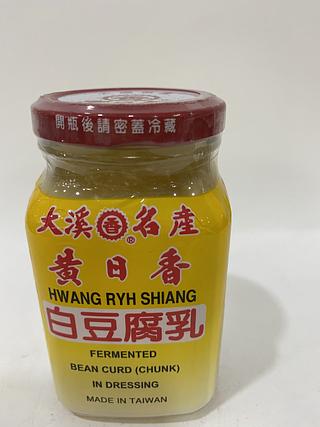 開瓶後請密蓋冷藏
大溪香®名產
黃日香
HWANG RYH SHIANG
白豆腐乳
FERMENTED
BEAN CURD (CHUNK)
IN DRESSING
MADE IN TAIWAN